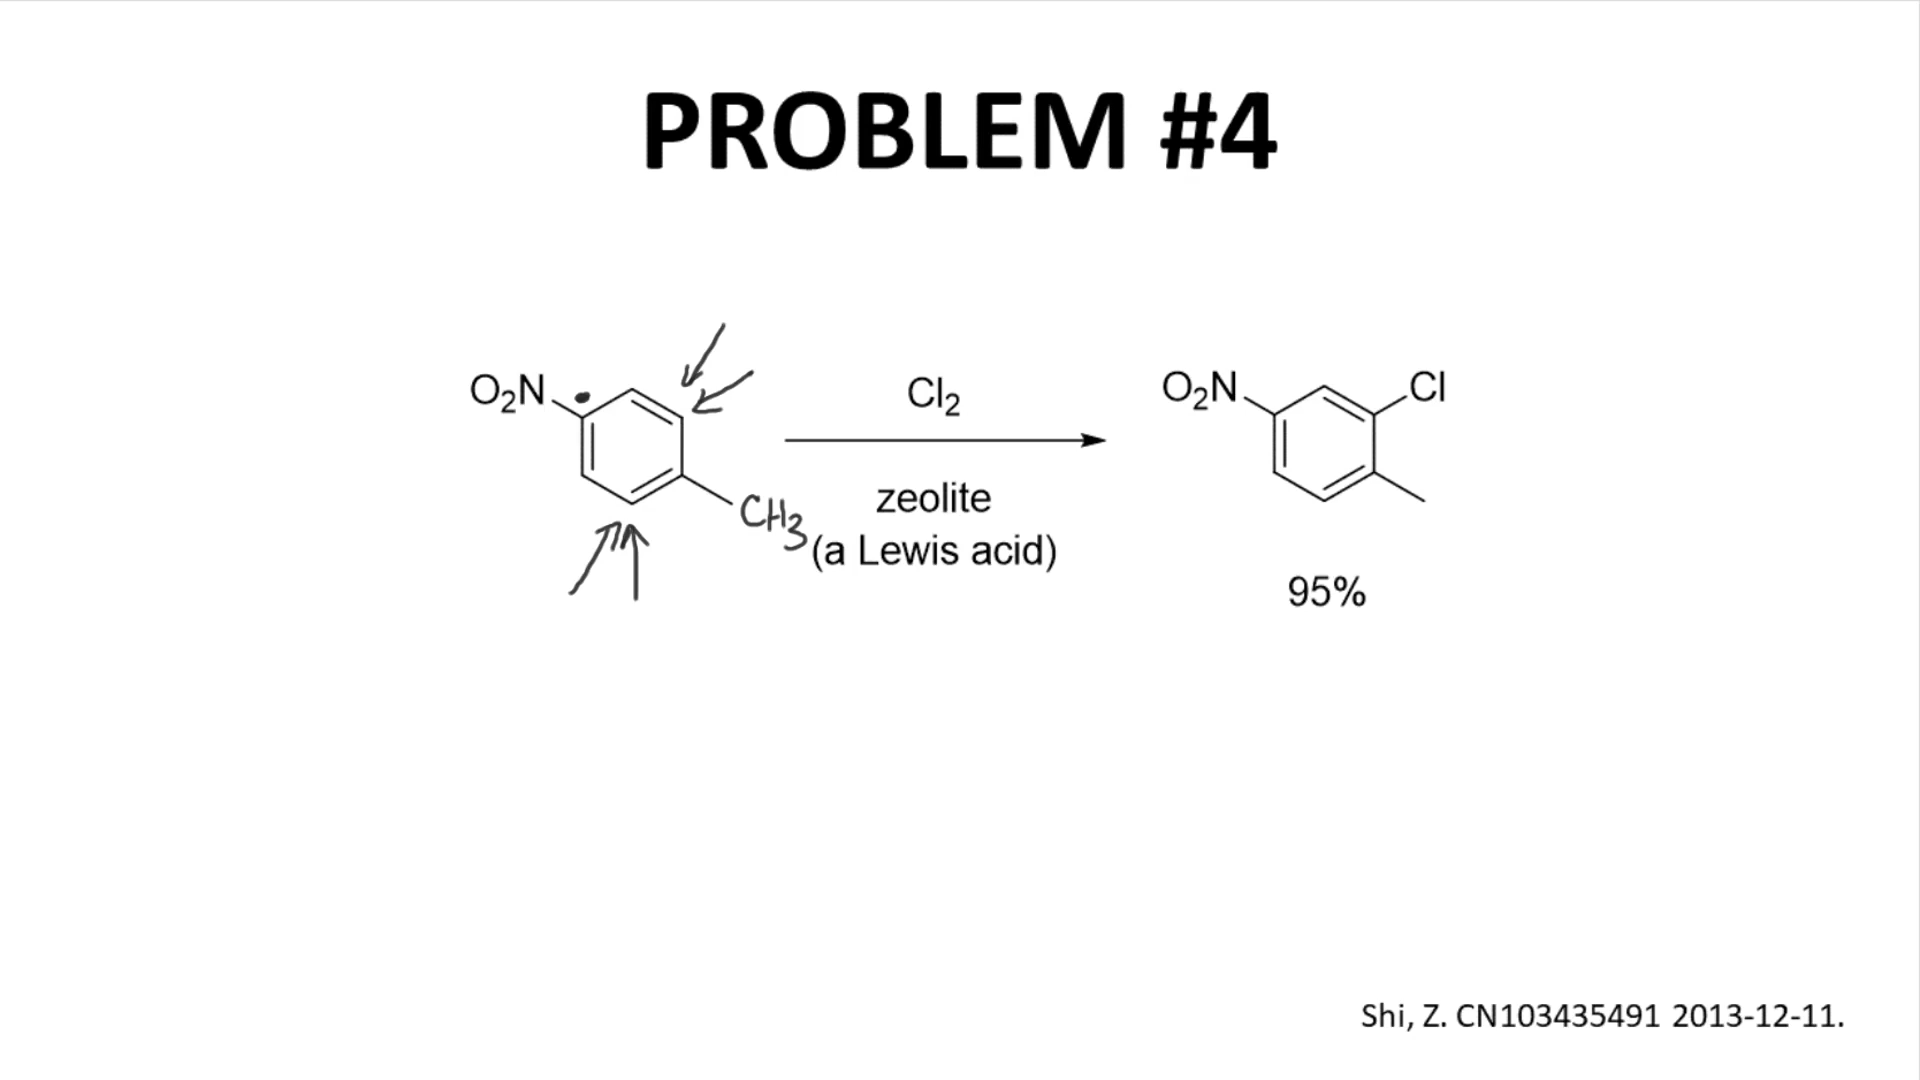 PROBLEM #4
O₂N
CH₃
Cl₂
zeolite
(a Lewis acid)
O₂N
Cl
95%
Shi, Z. CN103435491 2013-12-11.